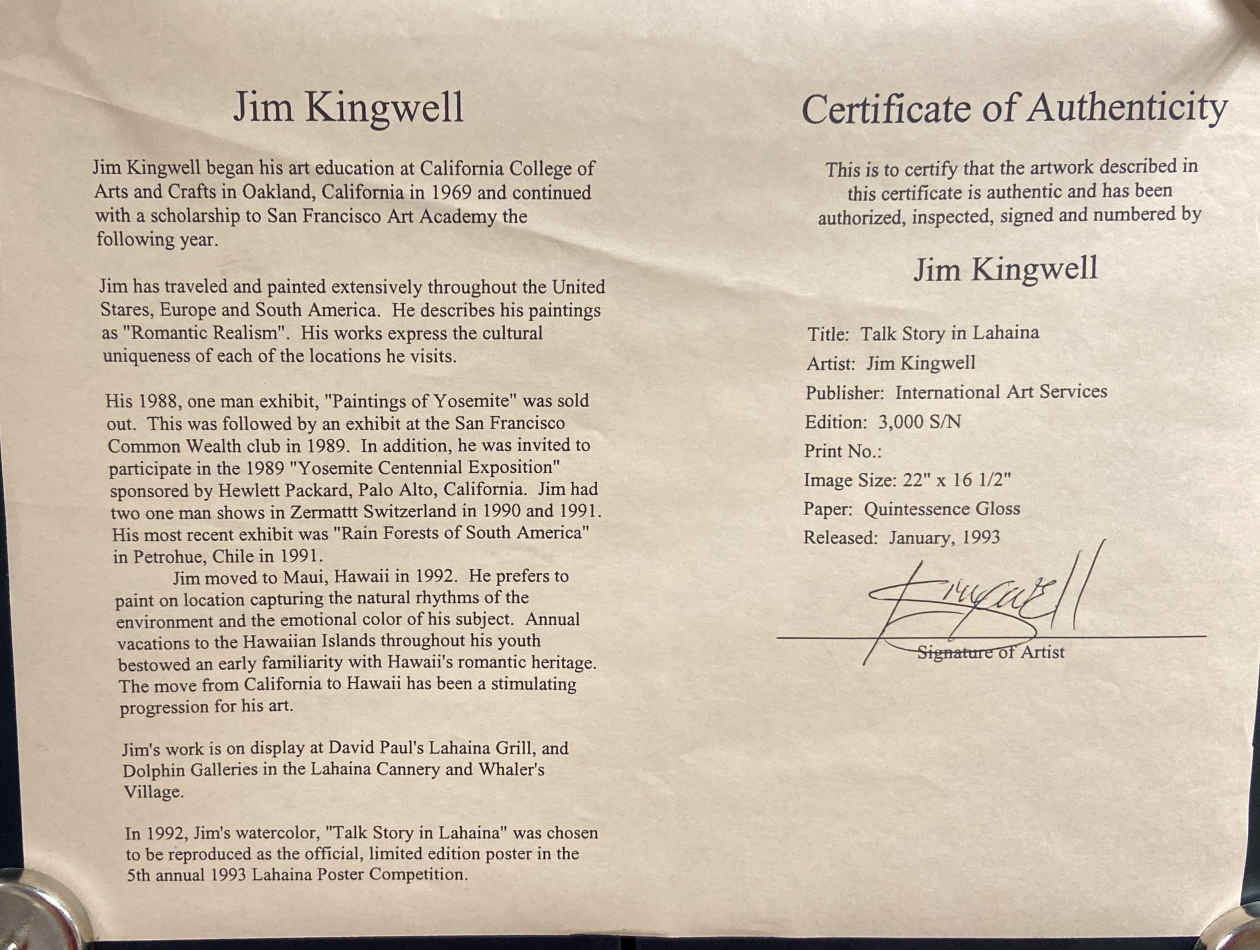 Jim Kingwell
Jim Kingwell began his art education at California College of
Arts and Crafts in Oakland, California in 1969 and continued
with a scholarship to San Francisco Art Academy the
following year.
Jim has traveled and painted extensively throughout the United
Stares, Europe and South America. He describes his paintings
as "Romantic Realism". His works express the cultural
uniqueness of each of the locations he visits.
His 1988, one man exhibit, "Paintings of Yosemite" was sold
out. This was followed by an exhibit at the San Francisco
Common Wealth club in 1989. In addition, he was invited to
participate in the 1989 "Yosemite Centennial Exposition"
sponsored by Hewlett Packard, Palo Alto, California. Jim had
two one man shows in Zermattt Switzerland in 1990 and 1991.
His most recent exhibit was "Rain Forests of South America"
in Petrohue, Chile in 1991.
Jim moved to Maui, Hawaii in 1992. He prefers to
paint on location capturing the natural rhythms of the
environment and the emotional color of his subject. Annual
vacations to the Hawaiian Islands throughout his youth
bestowed an early familiarity with Hawaii's romantic heritage.
The move from California to Hawaii has been a stimulating
progression for his art.
Jim's work is on display at David Paul's Lahaina Grill, and
Dolphin Galleries in the Lahaina Cannery and Whaler's
Village.
In 1992, Jim's watercolor, "Talk Story in Lahaina" was chosen
to be reproduced as the official, limited edition poster in the
5th annual 1993 Lahaina Poster Competition.
Certificate of Authenticity
This is to certify that the artwork described in
this certificate is authentic and has been
authorized, inspected, signed and numbered by
Jim Kingwell
Title: Talk Story in Lahaina
Artist: Jim Kingwell
Publisher: International Art Services
Edition: 3,000 S/N
Print No.:
Image Size: 22" x 16 1/2"
Paper: Quintessence Gloss
Released: January, 1993
Kingwell
Signature of Artist